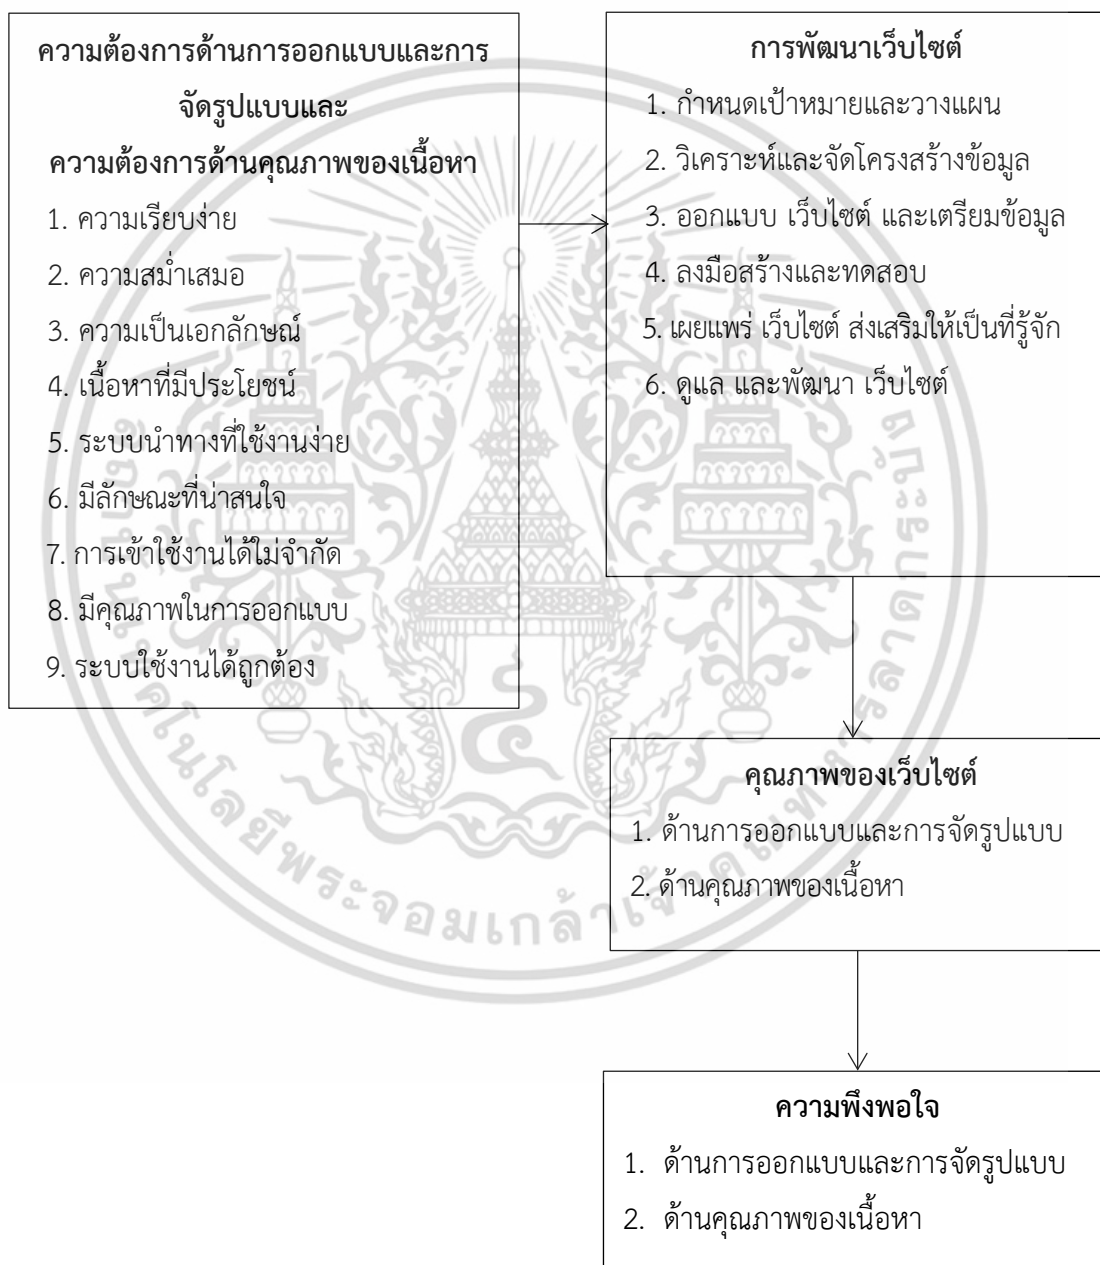 ความต้องการด้านการออกแบบและการ
จัดรูปแบบและ
ความต้องการด้านคุณภาพของเนื้อหา
1. ความเรียบง่าย
2. ความสม่ำเสมอ
3. ความเป็นเอกลักษณ์
4. เนื้อหาที่มีประโยชน์
5. ระบบนำทางที่ใช้งานง่าย
6. มีลักษณะที่น่าสนใจ
7. การเข้าใช้งานได้ใม่จำกัด
8. มีคุณภาพในการออกแบบ
9. ระบบใช้งานได้ถูกต้อง
การพัฒนาเว็บไซต์
1. กำหนดเป้าหมายและวางแผน
2. วิเคราะห์และจัดโครงสร้างข้อมูล
3. ออกแบบ เว็บไซต์ และเตรียมข้อมูล
4. ลงมือสร้างและทดสอบ
5. เผยแพร่ เว็บไซต์ ส่งเสริมให้เป็นที่รู้จัก
6. ดูแล และพัฒนา เว็บไซต์
คุณภาพของเว็บไซต์
1. ด้านการออกแบบและการจัดรูปแบบ
2. ด้านคุณภาพของเนื้อหา
ความพึงพอใจ
1. ด้านการออกแบบและการจัดรูปแบบ
2. ด้านคุณภาพของเนื้อหา